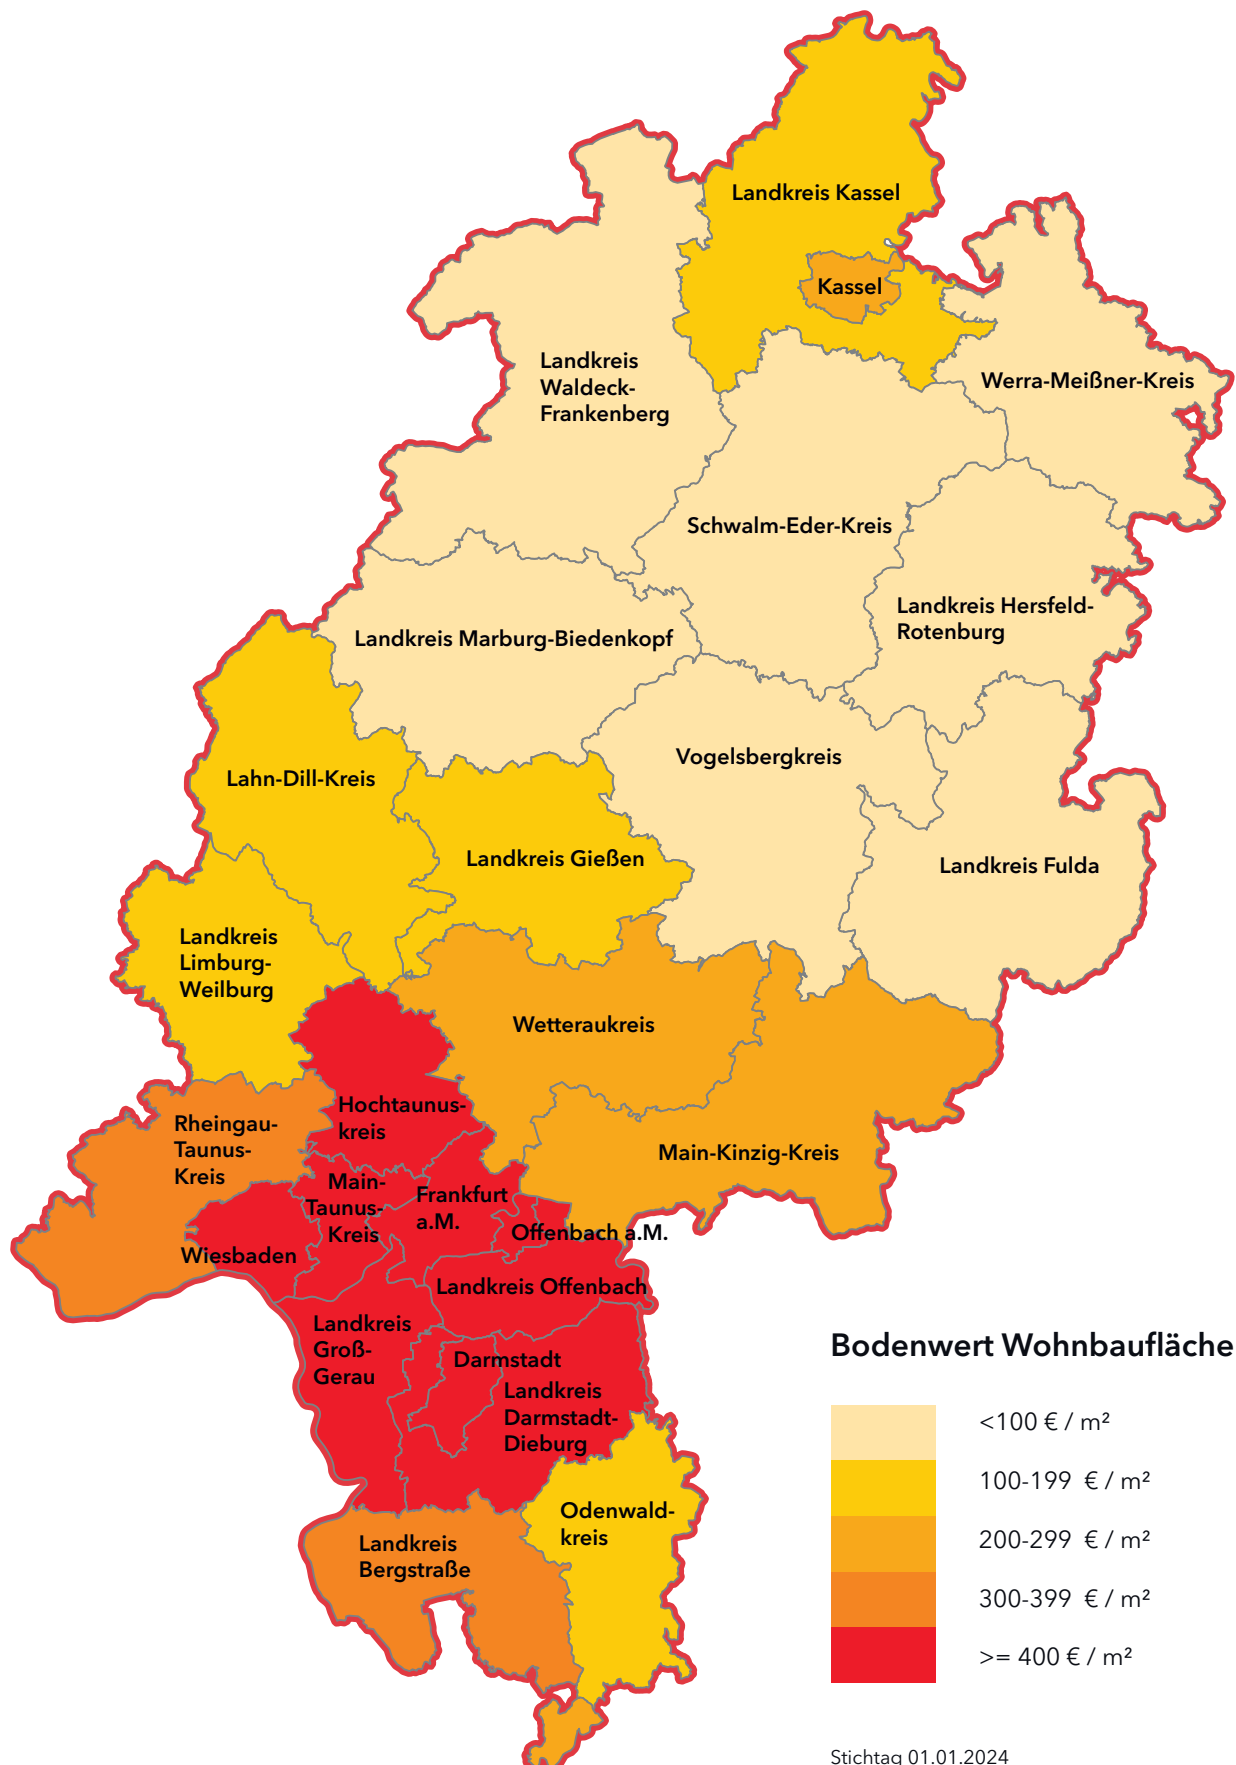 Landkreis Kassel
Kassel
Landkreis
Waldeck-
Frankenberg
Werra-Meißner-Kreis
Schwalm-Eder-Kreis
Landkreis Hersfeld-
Rotenburg
Landkreis Marburg-Biedenkopf
Vogelsbergkreis
Lahn-Dill-Kreis
Landkreis Gießen
Landkreis Fulda
Landkreis
Limburg-
Weilburg
Wetteraukreis
Hochtaunus-
kreis
Rheingau-
Taunus-
Kreis
Main-Kinzig-Kreis
Main-
Taunus-
Kreis
Frankfurt
a.M.
Offenbach a.M.
Wiesbaden
Landkreis Offenbach
Landkreis
Groß-
Gerau
Darmstadt
Landkreis
Darmstadt-
Dieburg
Odenwald-
kreis
Landkreis
Bergstraße
Bodenwert Wohnbaufläche
<100 € / m²
100-199 € / m²
200-299 € / m²
300-399 € / m²
>= 400 € / m²
Stichtag 01.01.2024